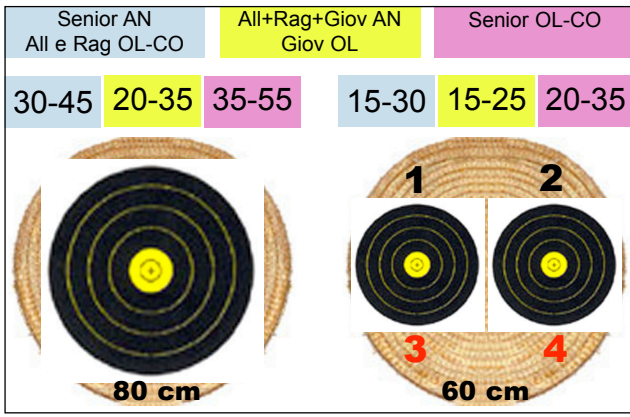 Senior AN
All e Rag OL-CO
All+Rag+Giov AN
Giov OL
Senior OL-CO
30-45 20-35 35-55
15-30 15-25 20-35
1 2
3 4
80 cm
60 cm